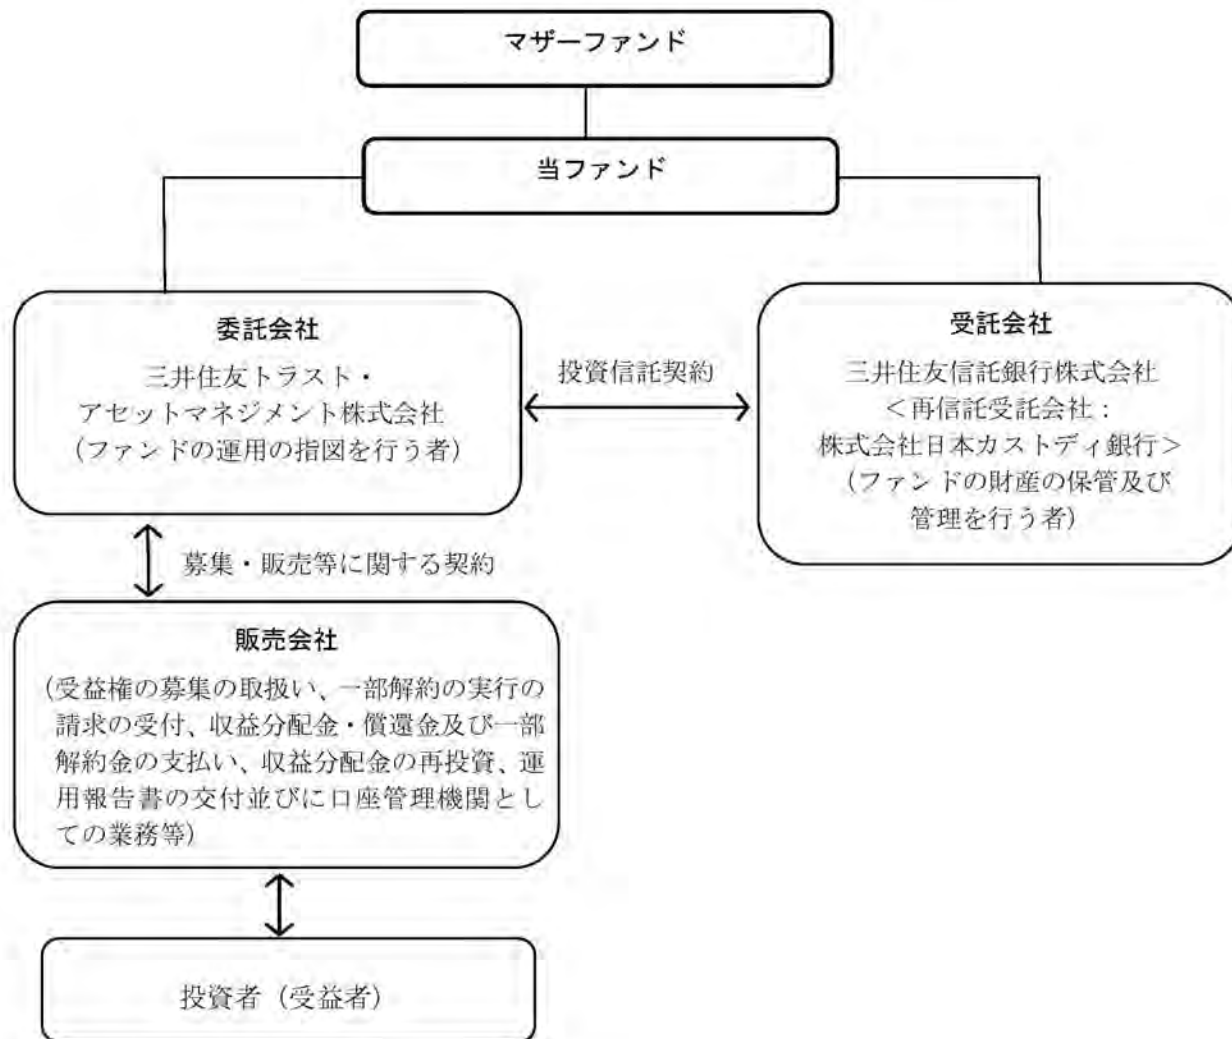 マザーファンド
当ファンド
委託会社
三井住友トラスト・
アセットマネジメント株式会社
（ファンドの運用の指図を行う者）
投資信託契約
受託会社
三井住友信託銀行株式会社
＜再信託受託会社：
株式会社日本カストディ銀行＞
（ファンドの財産の保管及び
管理を行う者）
募集・販売等に関する契約
販売会社
（受益権の募集の取扱い、一部解約の実行の
請求の受付、収益分配金・償還金及び一部
解約金の支払い、収益分配金の再投資、運
用報告書の交付並びに口座管理機関とし
ての業務等）
投資者（受益者）